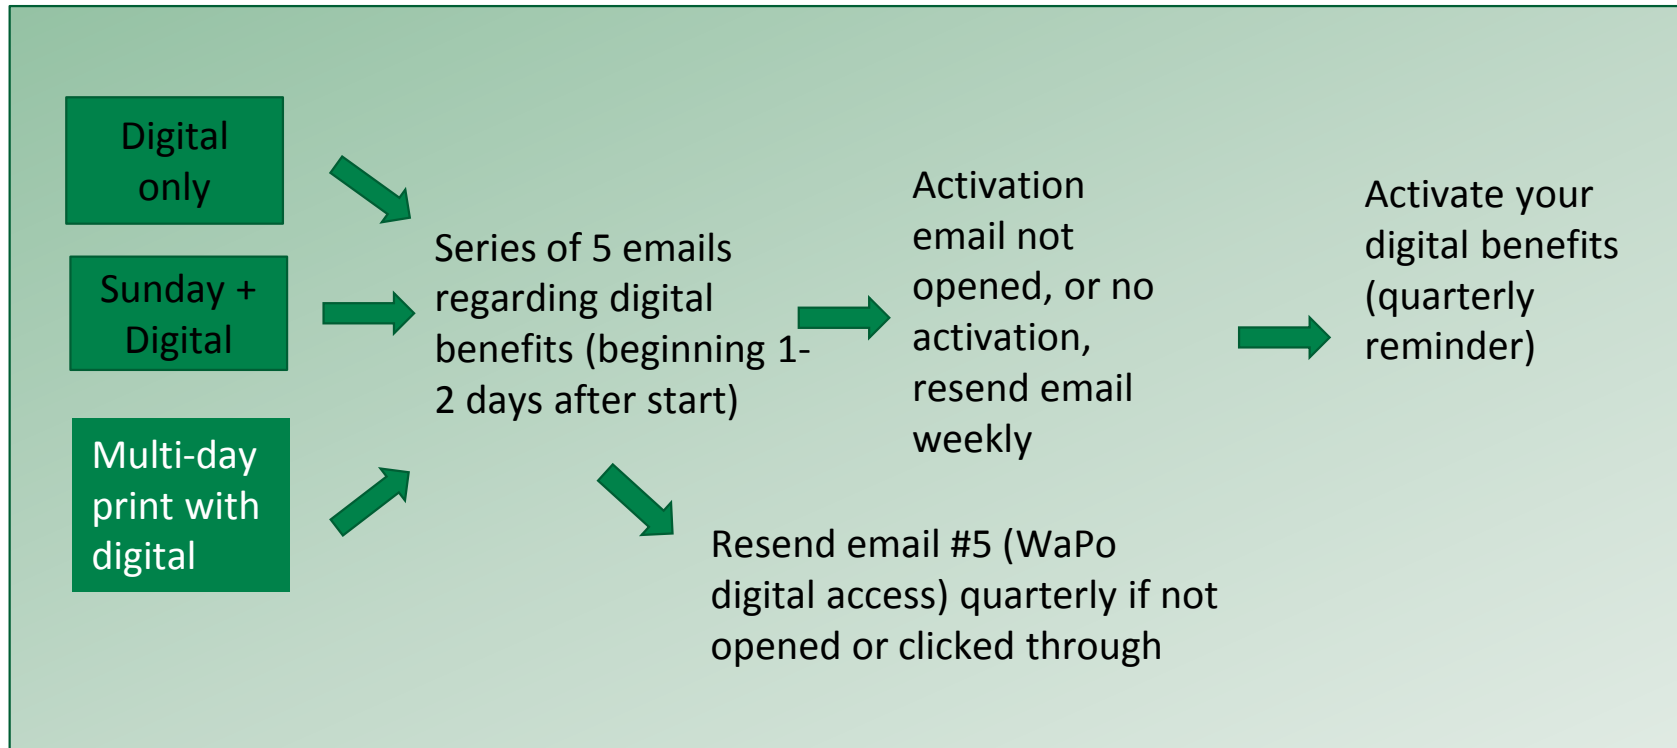 Digital
only
Sunday +
Digital
Multi-day
print with
digital
Series of 5 emails
regarding digital
benefits (beginning 1-
2 days after start)
Activation
email not
opened, or no
activation,
resend email
weekly
Activate your
digital benefits
(quarterly
reminder)
Resend email #5 (WaPo
digital access) quarterly if not
opened or clicked through